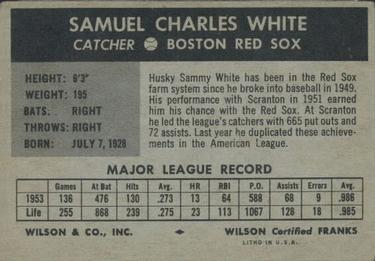 SAMUEL CHARLES WHITE
CATCHER BOSTON RED SOX
HEIGHT: 6'3"
WEIGHT: 195
BATS: RIGHT
THROWS: RIGHT
BORN: JULY 7, 1928
Husky Sammy White has been in the Red Sox
farm system since he broke into baseball in 1949.
His performance with Scranton in 1951 earned
him his chance with the Red Sox. At Scranton
he led the league's catchers with 665 put outs and
72 assists. Last year he duplicated these achieve-
ments in the American League.
MAJOR LEAGUE RECORD
Games At Bat Hits Avg. HR RBI P.O. Assists Errors Avg.
1953 136 476 130 .273 13 64 588 68 9 .986
Life 255 868 239 .275 23 113 1067 128 18 .985
WILSON & CO., INC. WILSON Certified FRANKS
LITHO IN U.S.A.